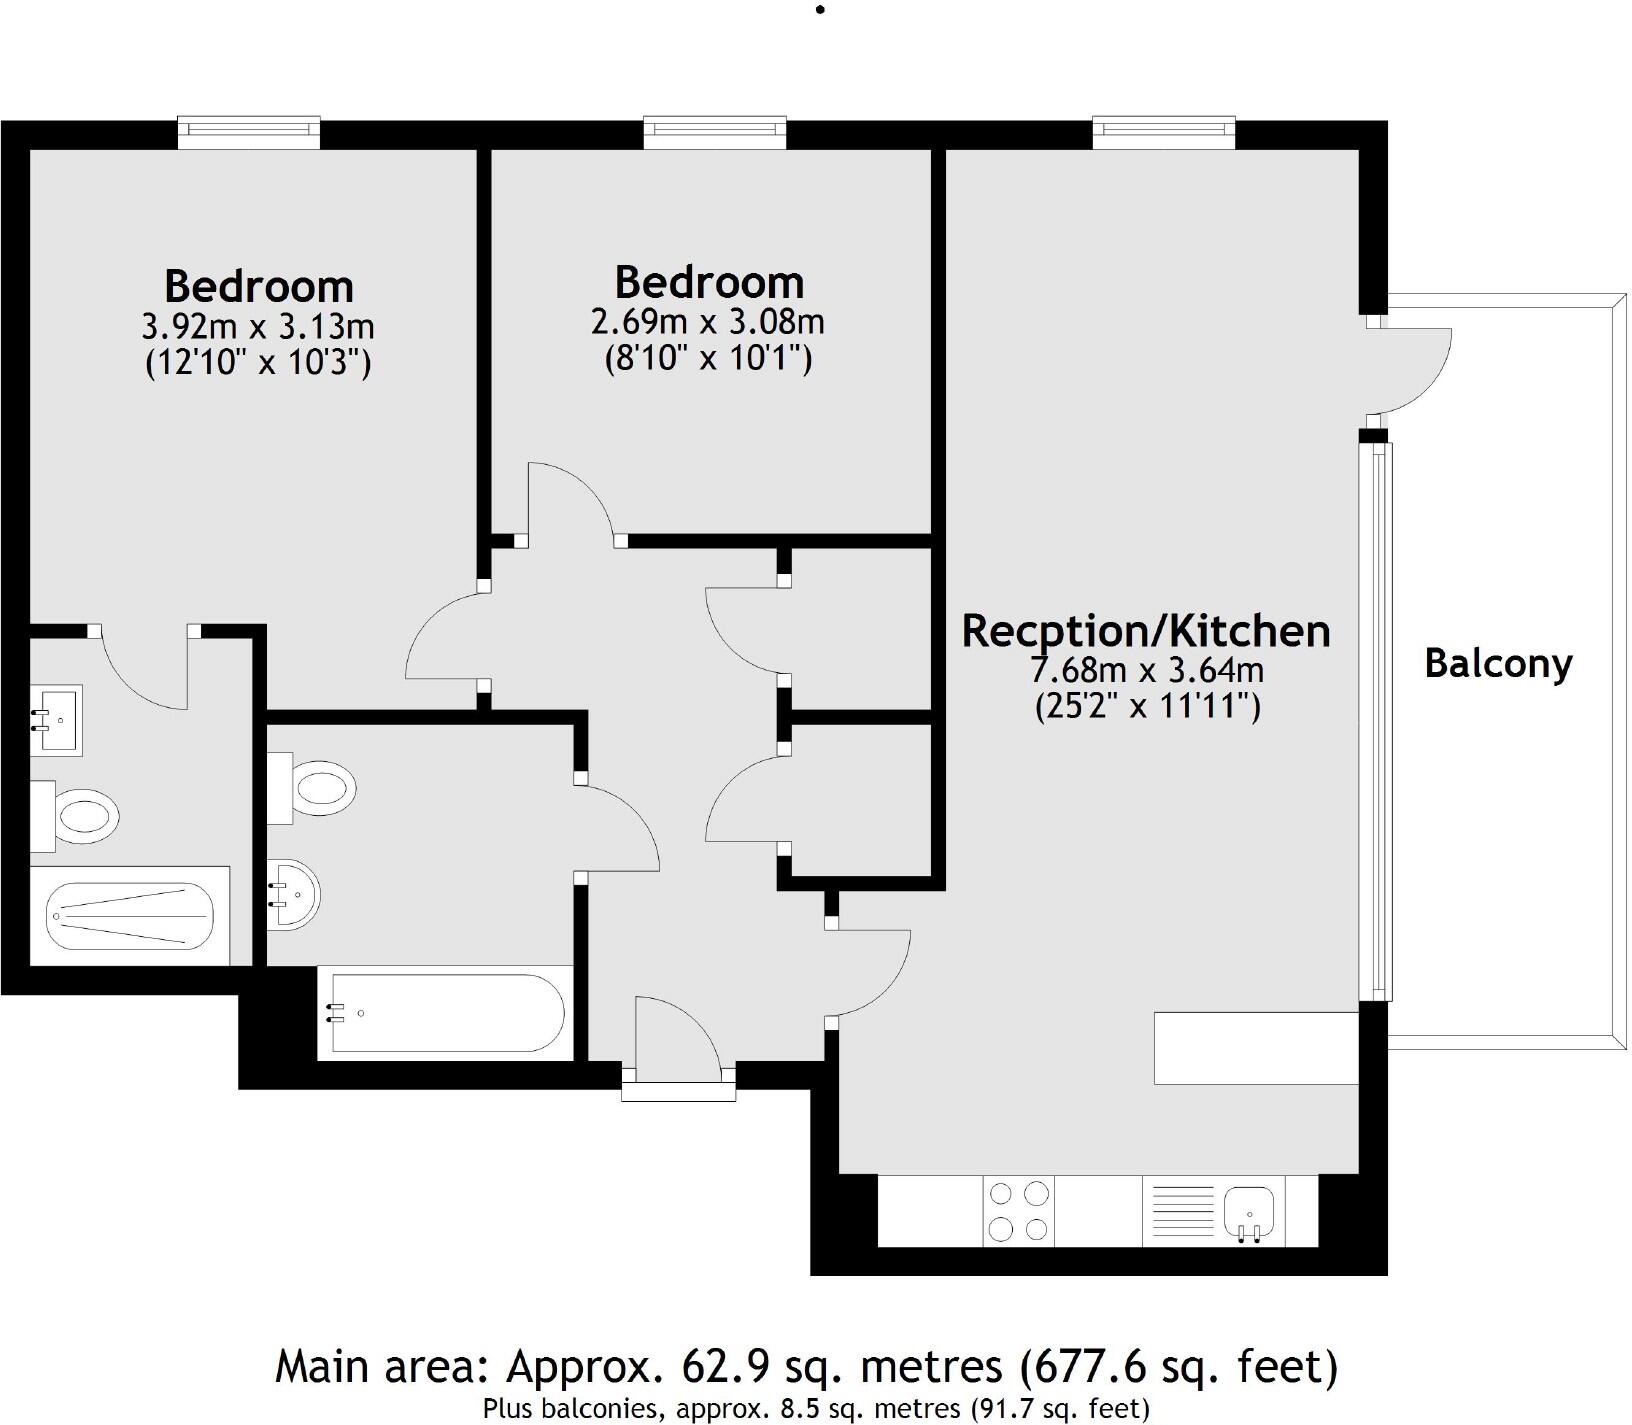 Bedroom
3.92m x 3.13m
(12'10" x 10'3")
Bedroom
2.69m x 3.08m
(8'10" x 10'1")
Recption/Kitchen
7.68m x 3.64m
(25'2" x 11'11")
Balcony
Main area: Approx. 62.9 sq. metres (677.6 sq. feet)
Plus balconies, approx. 8.5 sq. metres (91.7 sq. feet)